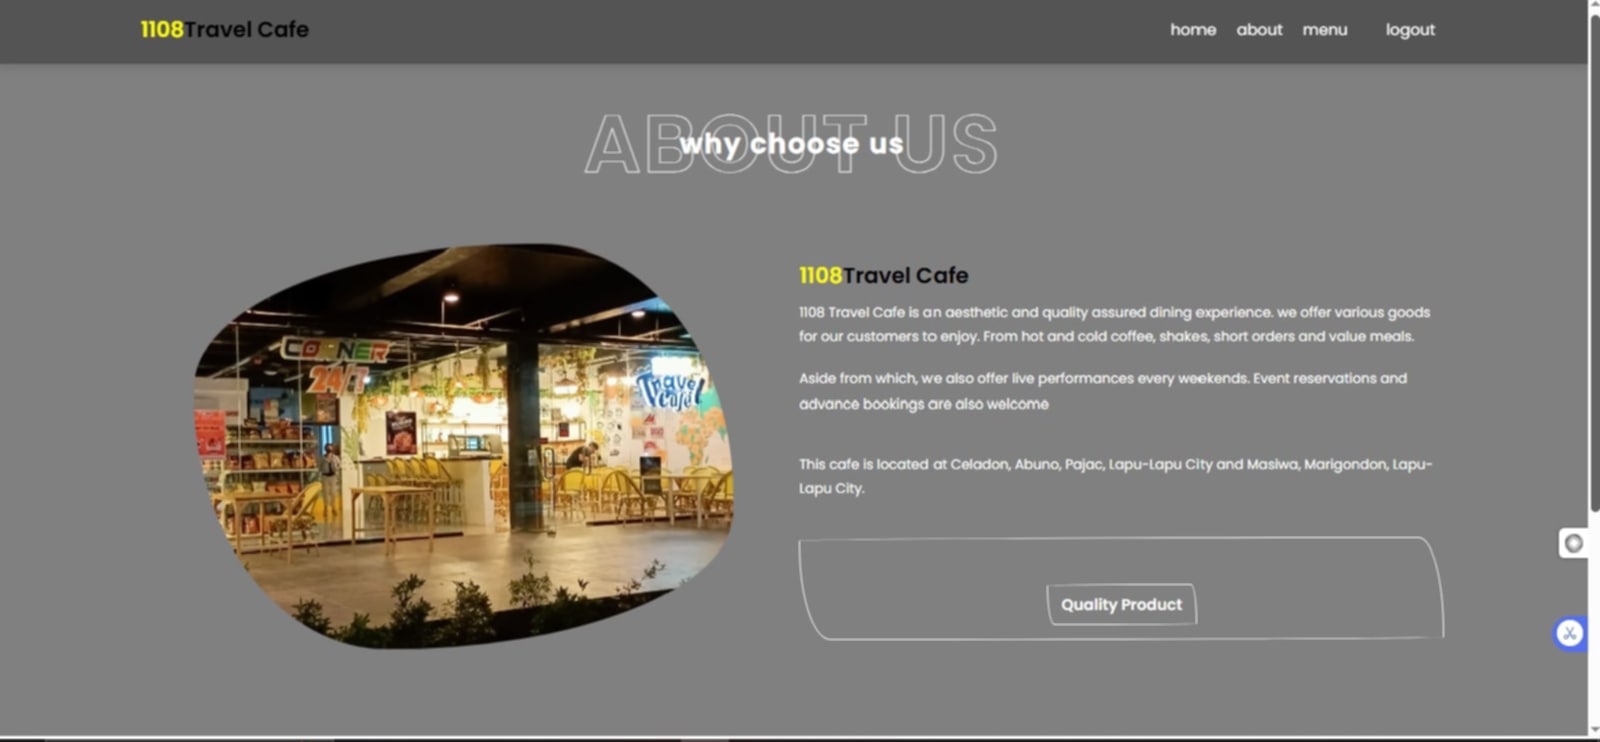 1108Travel Cafe
home about menu logout
ABOUT US
why choose us
CORNER
24/7
Travel
Cafe
1108Travel Cafe
1108 Travel Cafe is an aesthetic and quality assured dining experience. we offer various goods
for our customers to enjoy. From hot and cold coffee, shakes, short orders and value meals.
Aside from which, we also offer live performances every weekends. Event reservations and
advance bookings are also welcome
This cafe is located at Celadon, Abuno, Pajac, Lapu-Lapu City and Masiwa, Marigondon, Lapu-
Lapu City.
Quality Product